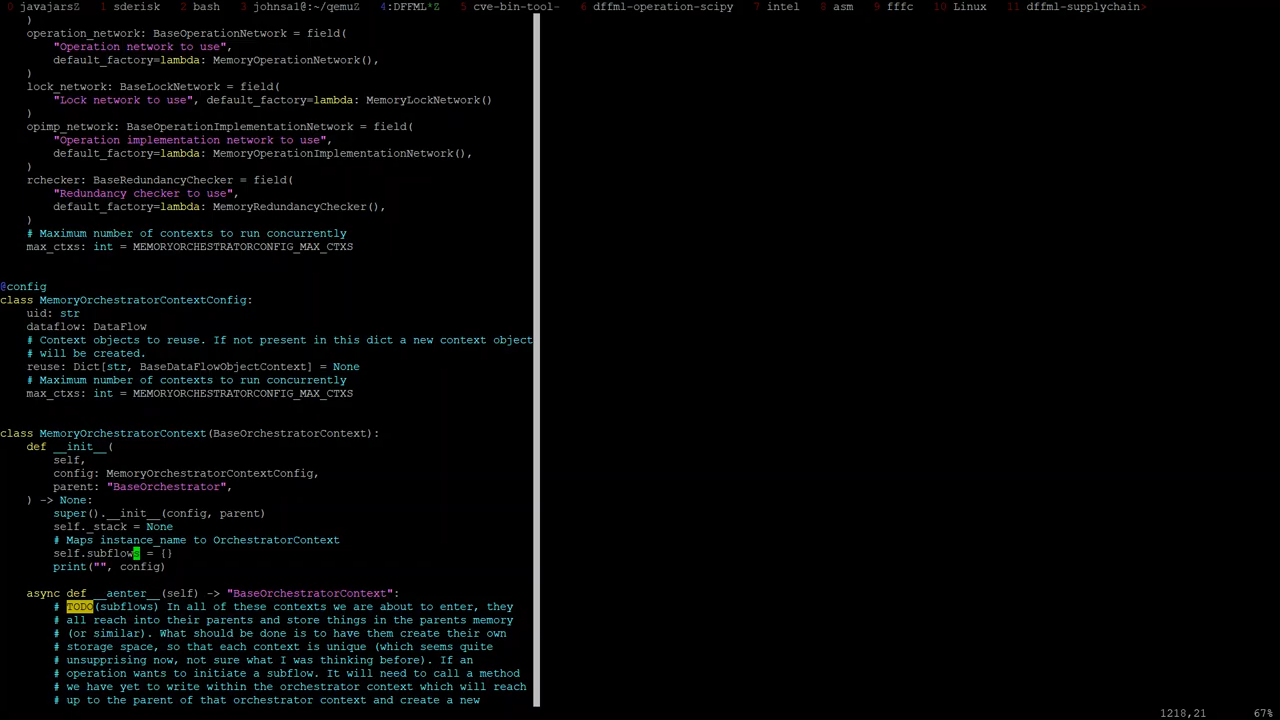 0 javajarsZ  1 sderisk  2 bash  3 johnsal@:~/qemuZ  4:DFFML*Z  5 cve-bin-tool-  6 dffml-operation-scipy  7 intel  8 asm  9 fffc  10 Linux  11 dffml-supplychain>
    )
    operation_network: BaseOperationNetwork = field(
        "Operation network to use",
        default_factory=lambda: MemoryOperationNetwork(),
    )
    lock_network: BaseLockNetwork = field(
        "Lock network to use", default_factory=lambda: MemoryLockNetwork()
    )
    opimp_network: BaseOperationImplementationNetwork = field(
        "Operation implementation network to use",
        default_factory=lambda: MemoryOperationImplementationNetwork(),
    )
    rchecker: BaseRedundancyChecker = field(
        "Redundancy checker to use",
        default_factory=lambda: MemoryRedundancyChecker(),
    )
    # Maximum number of contexts to run concurrently
    max_ctxs: int = MEMORYORCHESTRATORCONFIG_MAX_CTXS
@config
class MemoryOrchestratorContextConfig:
    uid: str
    dataflow: DataFlow
    # Context objects to reuse. If not present in this dict a new context object
    # will be created.
    reuse: Dict[str, BaseDataFlowObjectContext] = None
    # Maximum number of contexts to run concurrently
    max_ctxs: int = MEMORYORCHESTRATORCONFIG_MAX_CTXS
class MemoryOrchestratorContext(BaseOrchestratorContext):
    def __init__(
        self,
        config: MemoryOrchestratorContextConfig,
        parent: "BaseOrchestrator",
    ) -> None:
        super().__init__(config, parent)
        self._stack = None
        # Maps instance_name to OrchestratorContext
        self.subflows = {}
        print("", config)
    async def __aenter__(self) -> "BaseOrchestratorContext":
        # TODO(subflows) In all of these contexts we are about to enter, they
        # all reach into their parents and store things in the parents memory
        # (or similar). What should be done is to have them create their own
        # storage space, so that each context is unique (which seems quite
        # unsupprising now, not sure what I was thinking before). If an
        # operation wants to initiate a subflow. It will need to call a method
        # we have yet to write within the orchestrator context which will reach
        # up to the parent of that orchestrator context and create a new
1218,21  67%